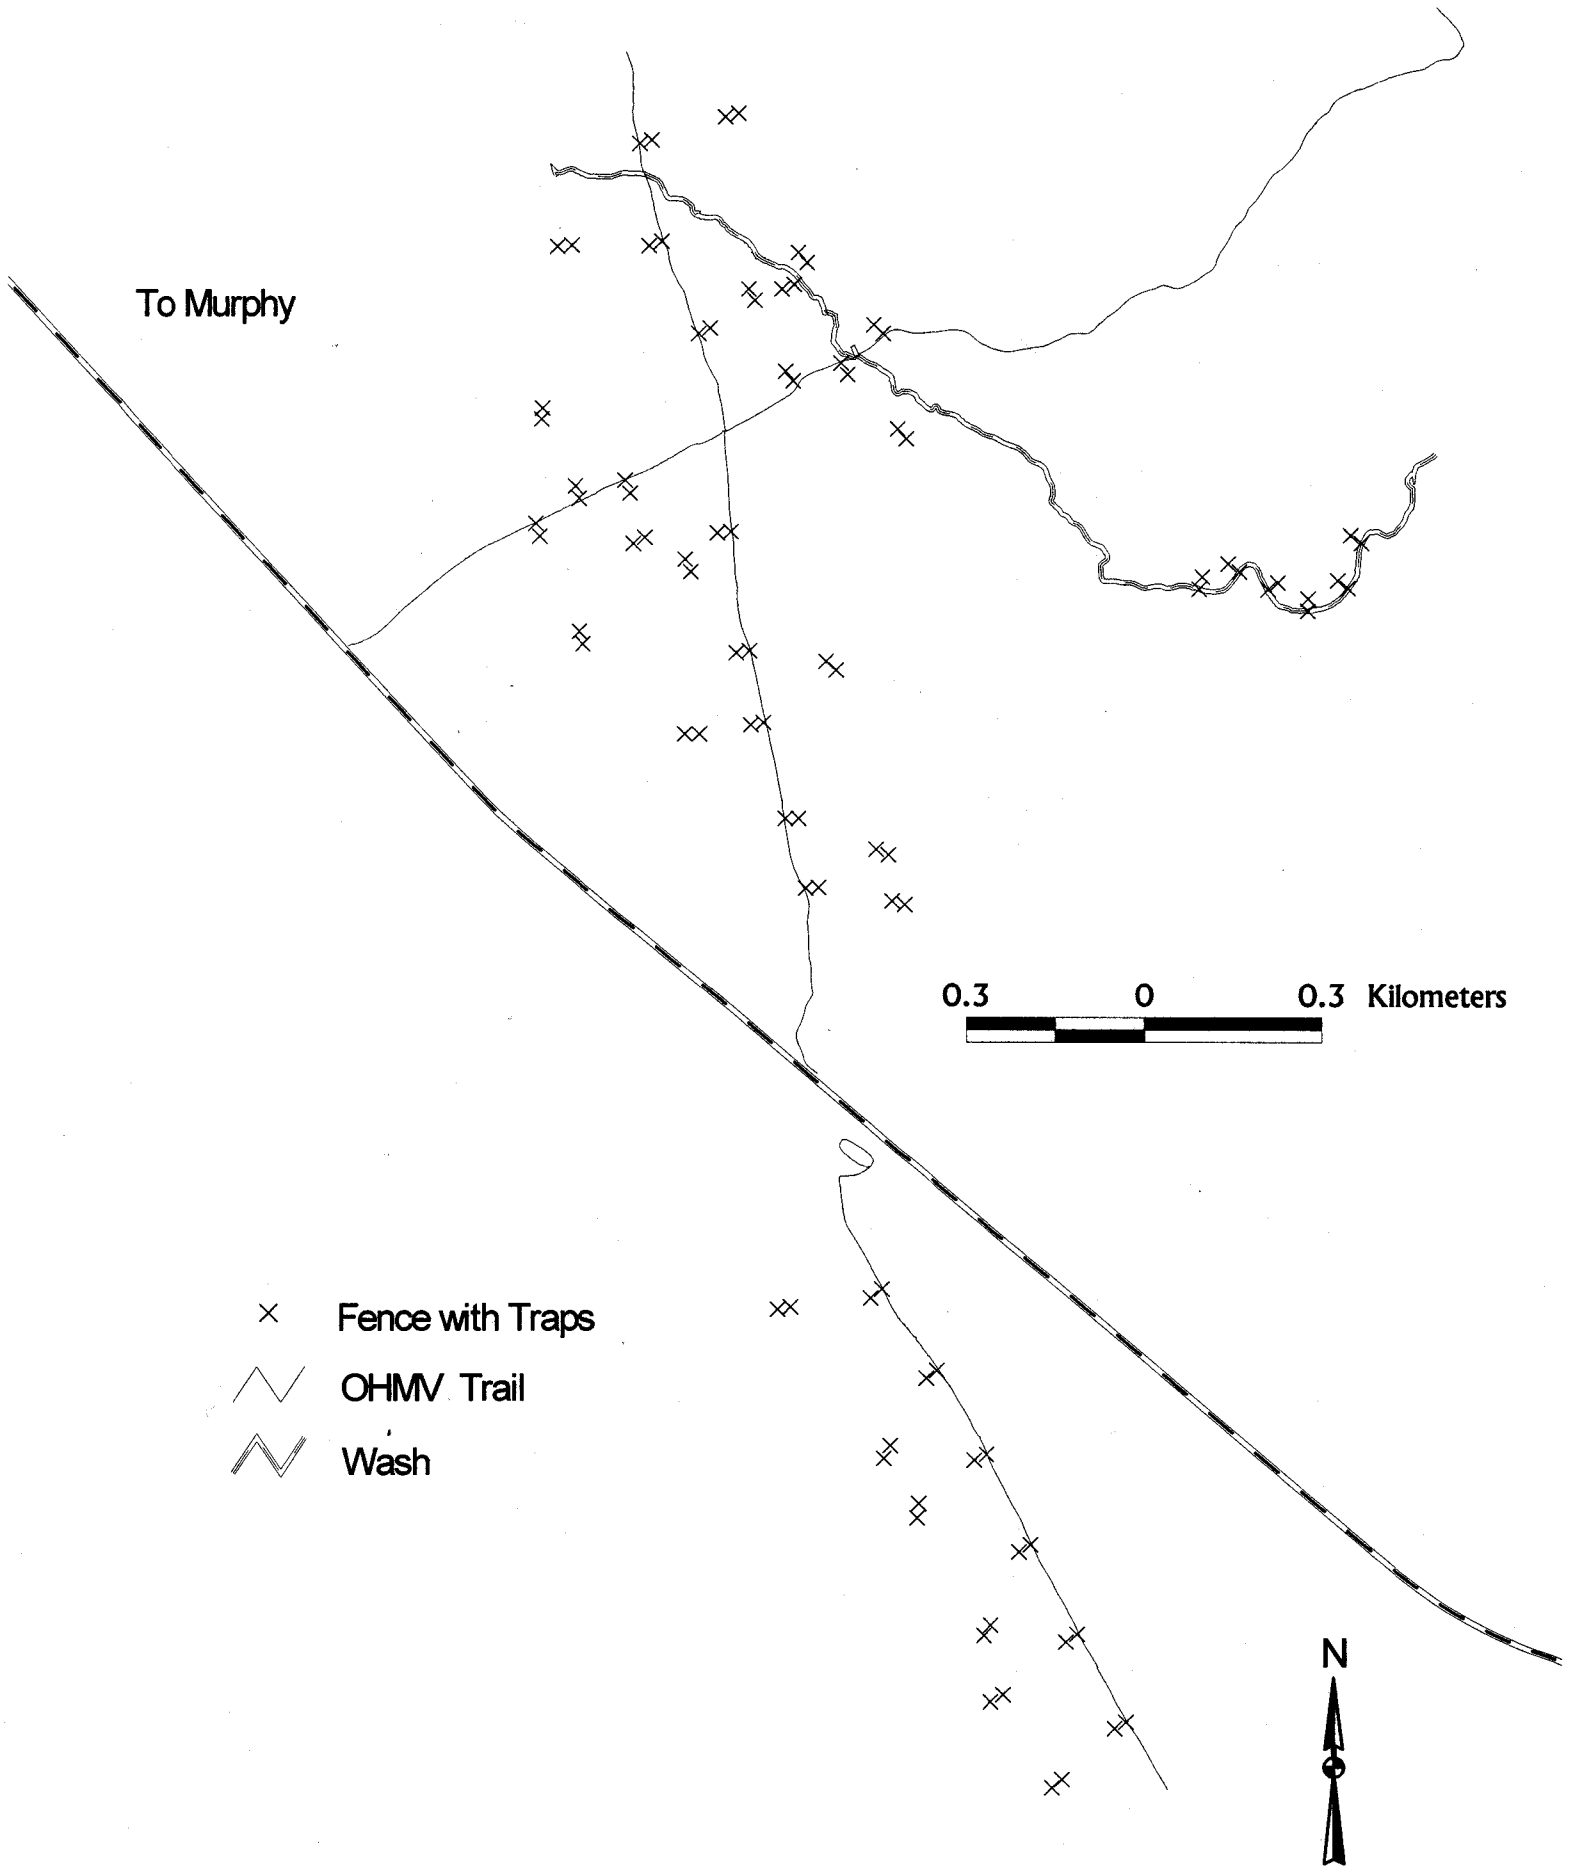 To Murphy
0.3 0 0.3 Kilometers
Fence with Traps
OHMV Trail
Wash
N